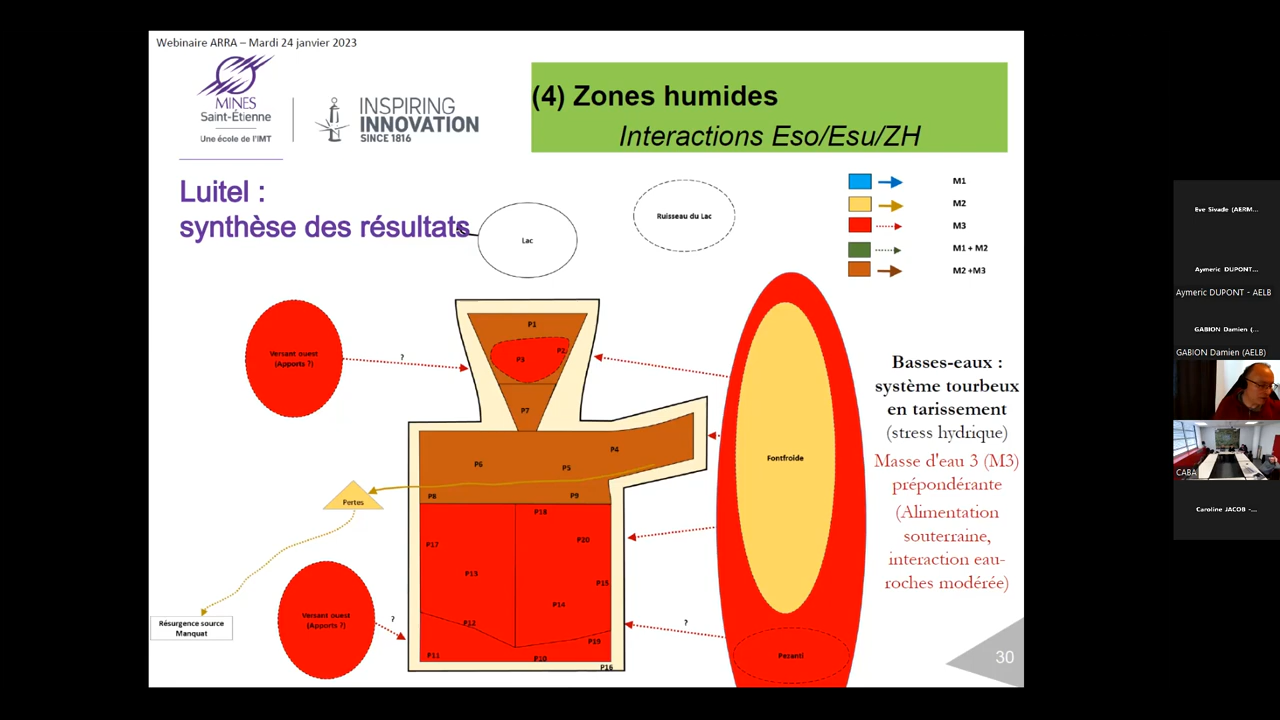 Webinaire ARRA – Mardi 24 janvier 2023
MINES
Saint-Étienne
Une école de l'IMT
INSPIRING
INNOVATION
SINCE 1816
(4) Zones humides
Interactions Eso/Esu/ZH
Luitel :
synthèse des résultats
Lac
Ruisseau du Lac
M1
M2
M3
M1 + M2
M2 +M3
Versant ouest
(Apports ?)
?
P1
P2
P3
P7
P4
P6
P5
P8
P9
Pertes
P18
P17
P20
P13
P15
P14
P12
P19
P11
P10
P16
Versant ouest
(Apports ?)
?
?
Résurgence source
Manquat
Fontfroide
Pezanti
Basses-eaux :
système tourbeux
en tarissement
(stress hydrique)
Masse d'eau 3 (M3)
prépondérante
(Alimentation
souterraine,
interaction eau-
roches modérée)
30
Eve Sivade (AERM...
Aymeric DUPONT...
Aymeric DUPONT - AELB
GABION Damien (...
GABION Damien (AELB)
CABA
Caroline JACOB -...